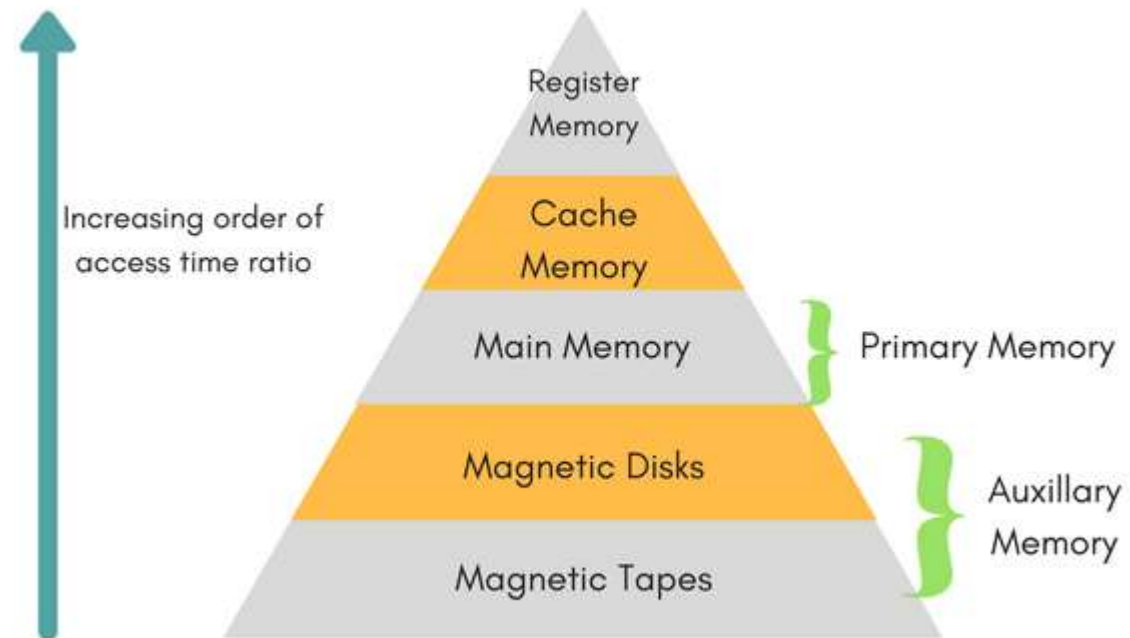 Register
Memory
Increasing order of
access time ratio
Cache
Memory
Main Memory
Primary Memory
Magnetic Disks
Auxillary
Memory
Magnetic Tapes